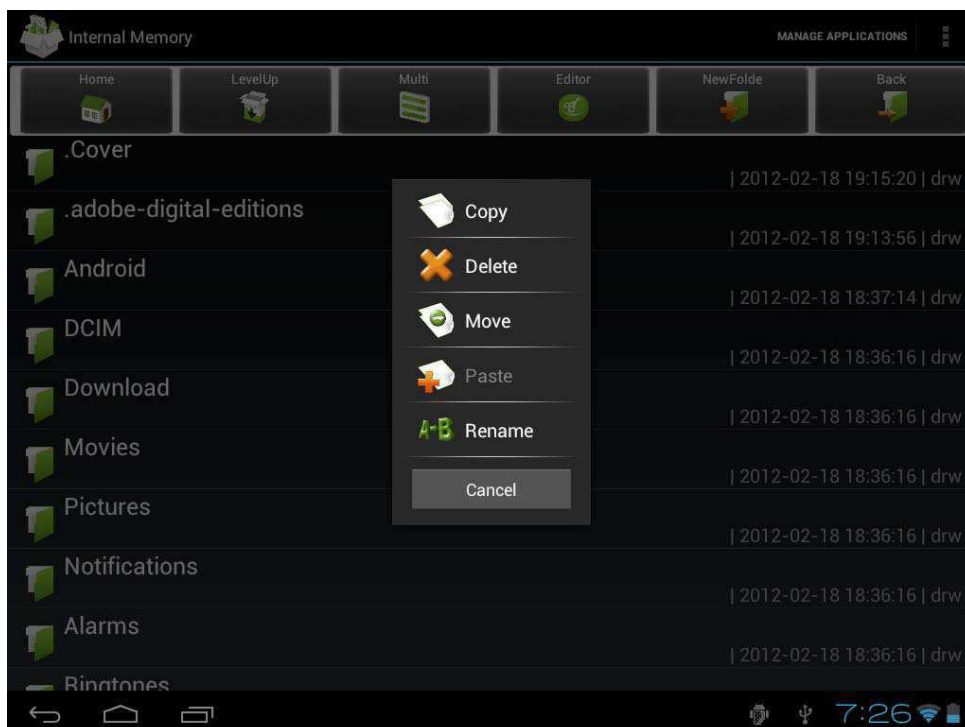 Internal Memory
MANAGE APPLICATIONS
Home
LevelUp
Multi
Editor
NewFolde
Back
.Cover
| 2012-02-18 19:15:20 | drw
.adobe-digital-editions
| 2012-02-18 19:13:56 | drw
Android
| 2012-02-18 18:37:14 | drw
DCIM
| 2012-02-18 18:36:16 | drw
Download
| 2012-02-18 18:36:16 | drw
Movies
| 2012-02-18 18:36:16 | drw
Pictures
| 2012-02-18 18:36:16 | drw
Notifications
| 2012-02-18 18:36:16 | drw
Alarms
| 2012-02-18 18:36:16 | drw
Ringtones
Copy
Delete
Move
Paste
A-B Rename
Cancel
7:26